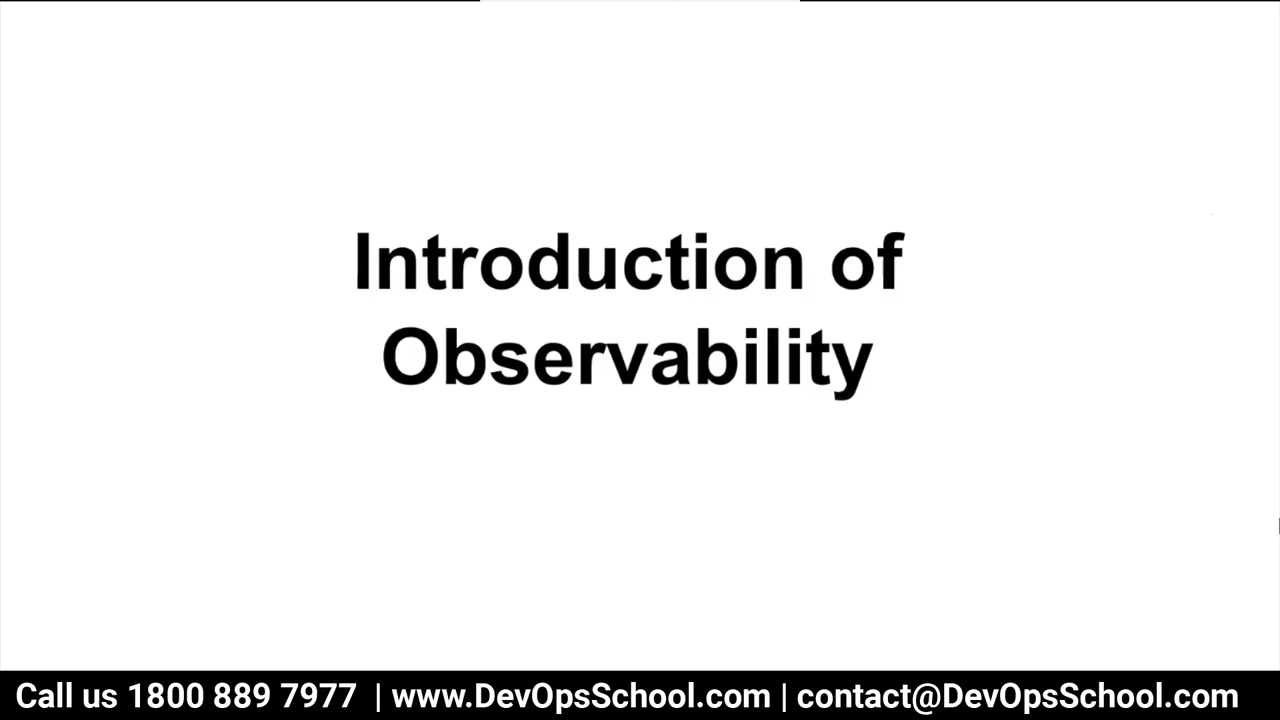 Introduction of
Observability
Call us 1800 889 7977 | www.DevOpsSchool.com | contact@DevOpsSchool.com